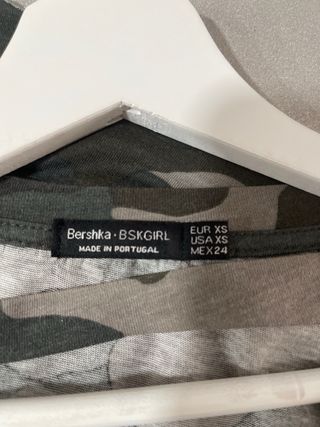 Bershka · BSKGIRL
MADE IN PORTUGAL
EUR XS
USA XS
MEX 24